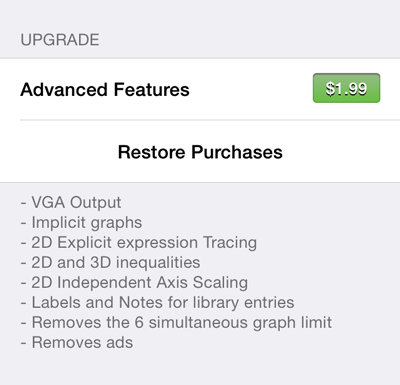 UPGRADE
Advanced Features $1.99
Restore Purchases
- VGA Output
- Implicit graphs
- 2D Explicit expression Tracing
- 2D and 3D inequalities
- 2D Independent Axis Scaling
- Labels and Notes for library entries
- Removes the 6 simultaneous graph limit
- Removes ads